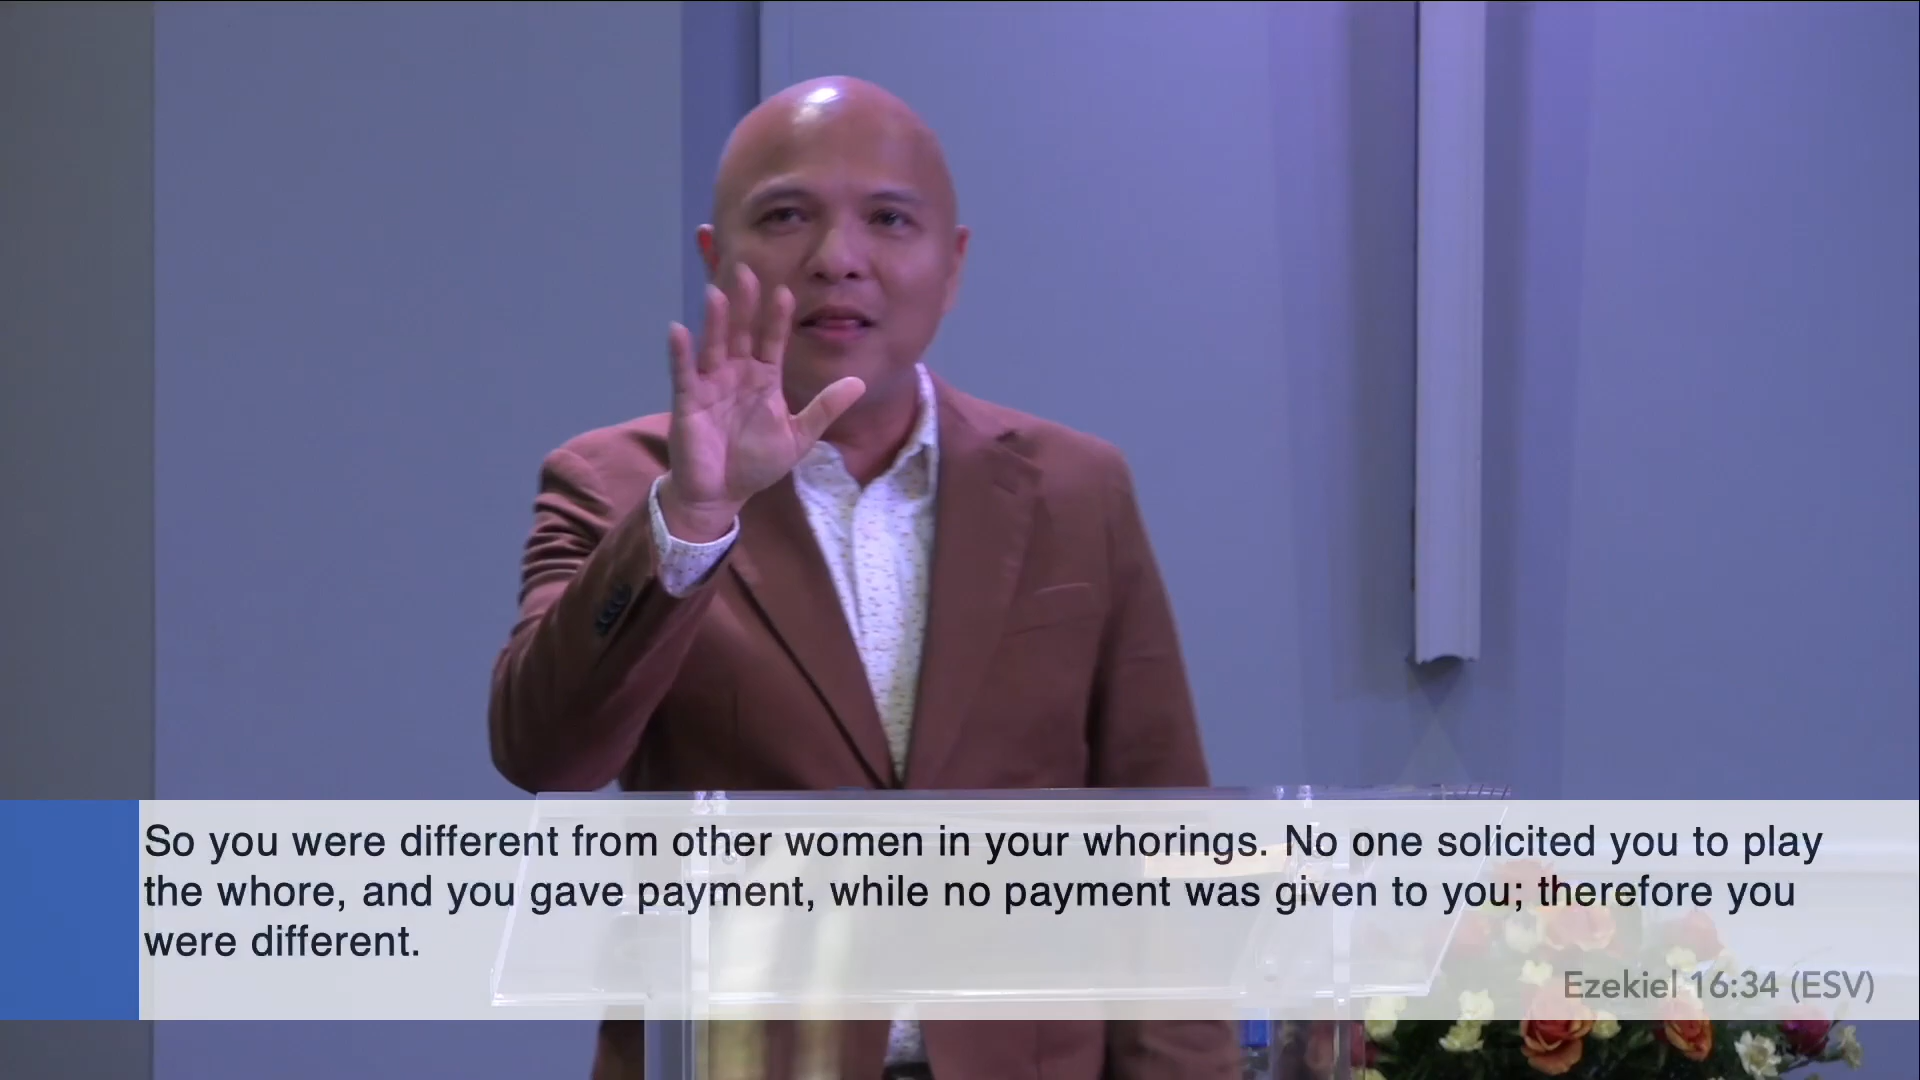 So you were different from other women in your whorings. No one solicited you to play
the whore, and you gave payment, while no payment was given to you; therefore you
were different.
Ezekiel 16:34 (ESV)